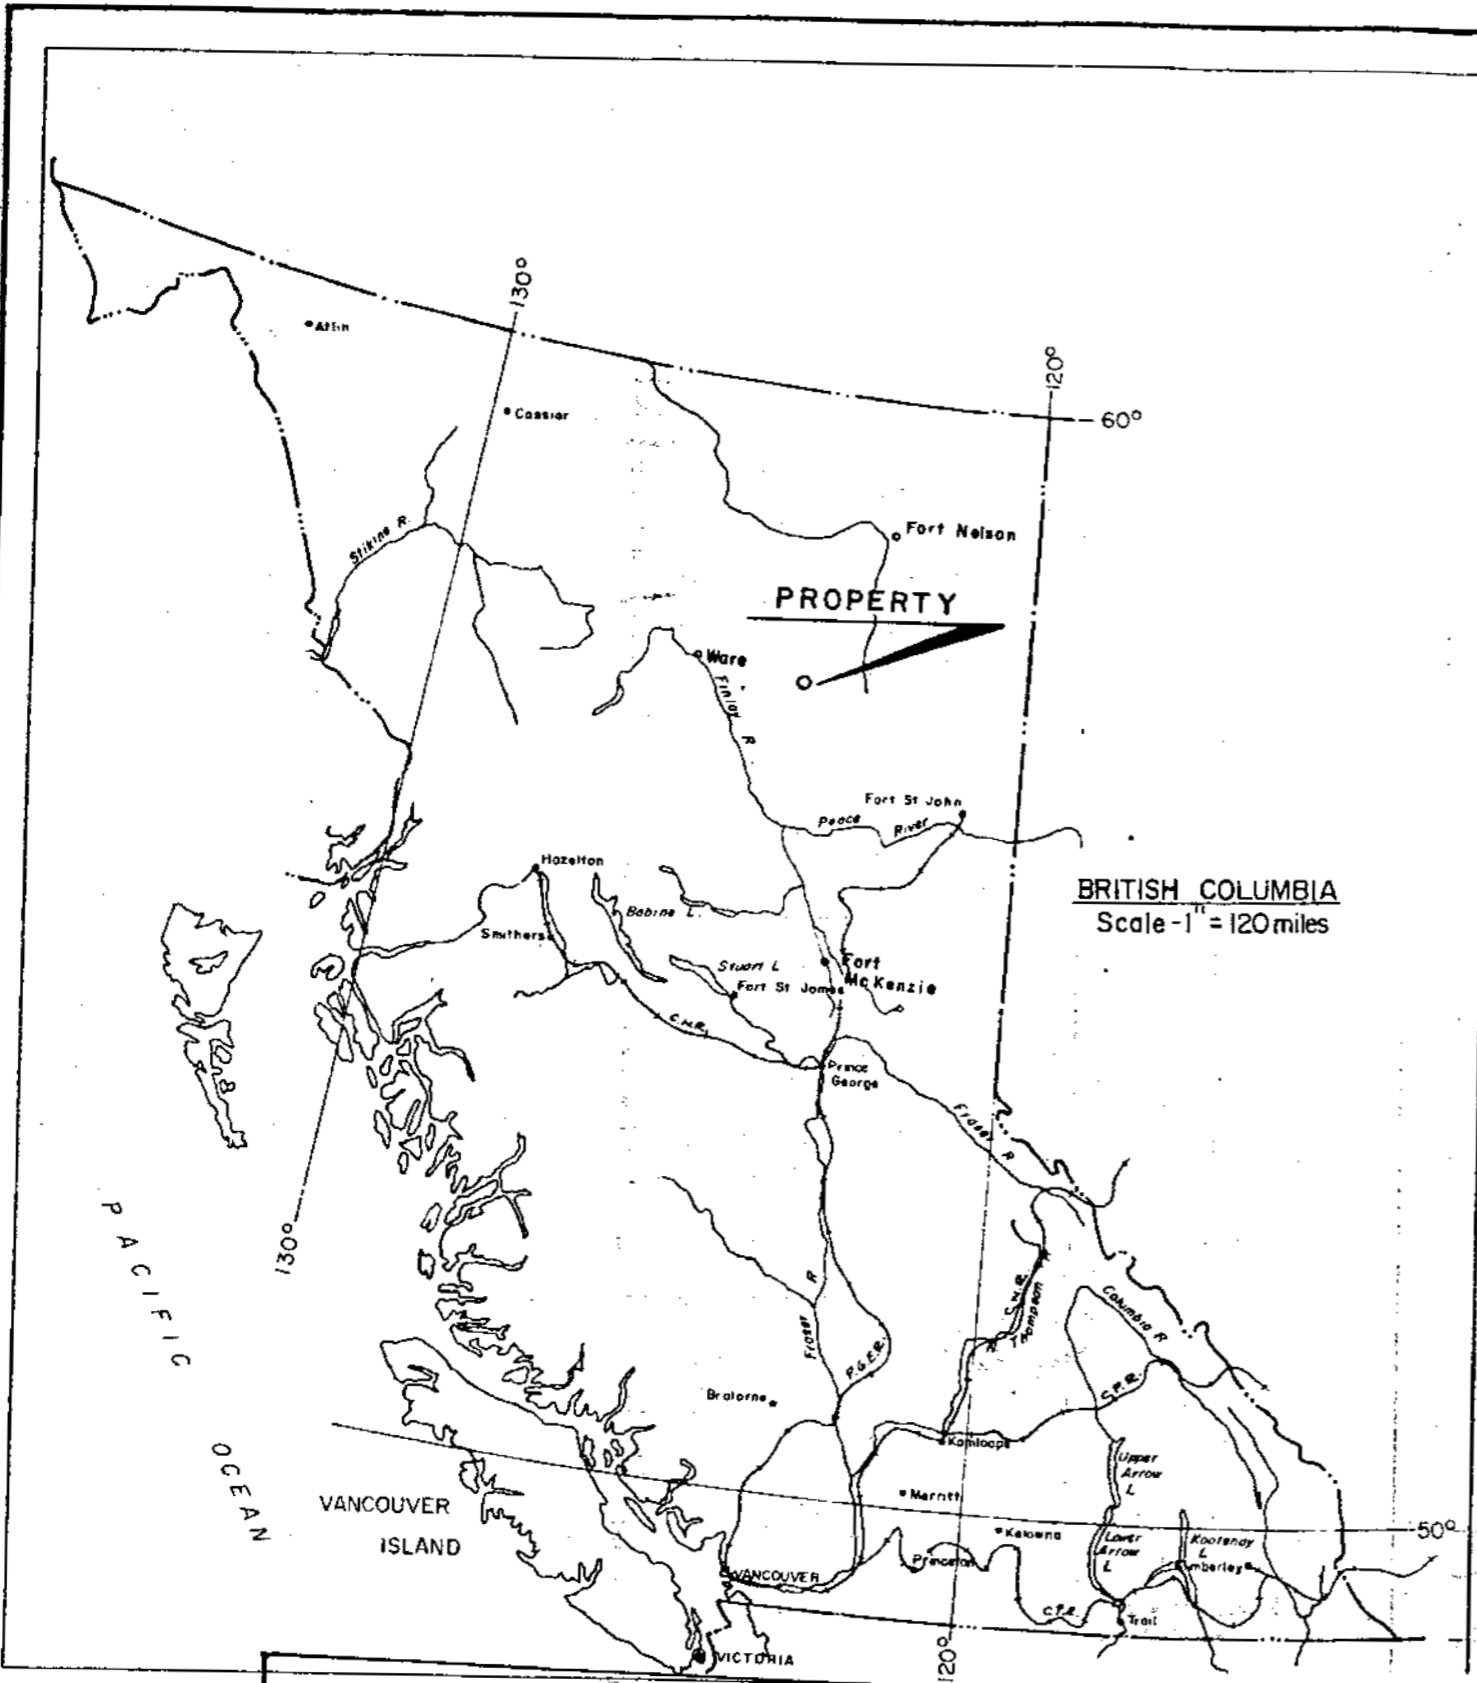 130°
Atlin
120°
Cassiar
60°
Stikine R.
Fort Nelson
PROPERTY
Ware
Finlay R
Fort St John
Peace River
Hazelton
BRITISH COLUMBIA
Scale - 1" = 120 miles
Babine L.
Smithers
Stuart L
Fort
McKenzie
Fort St James
C.N.R.
Prince
George
Fraser R
PACIFIC
OCEAN
130°
C.N.R.
N. Thompson
Columbia R
Fraser R
P.G.E.R.
C.P.R.
Bralorne
Kamloops
Upper
Arrow
L
Merritt
VANCOUVER
ISLAND
Kelowna
50°
Lower
Arrow
L
Kootenay
L
Princeton
Kimberley
VANCOUVER
C.P.R.
Trail
VICTORIA
120°